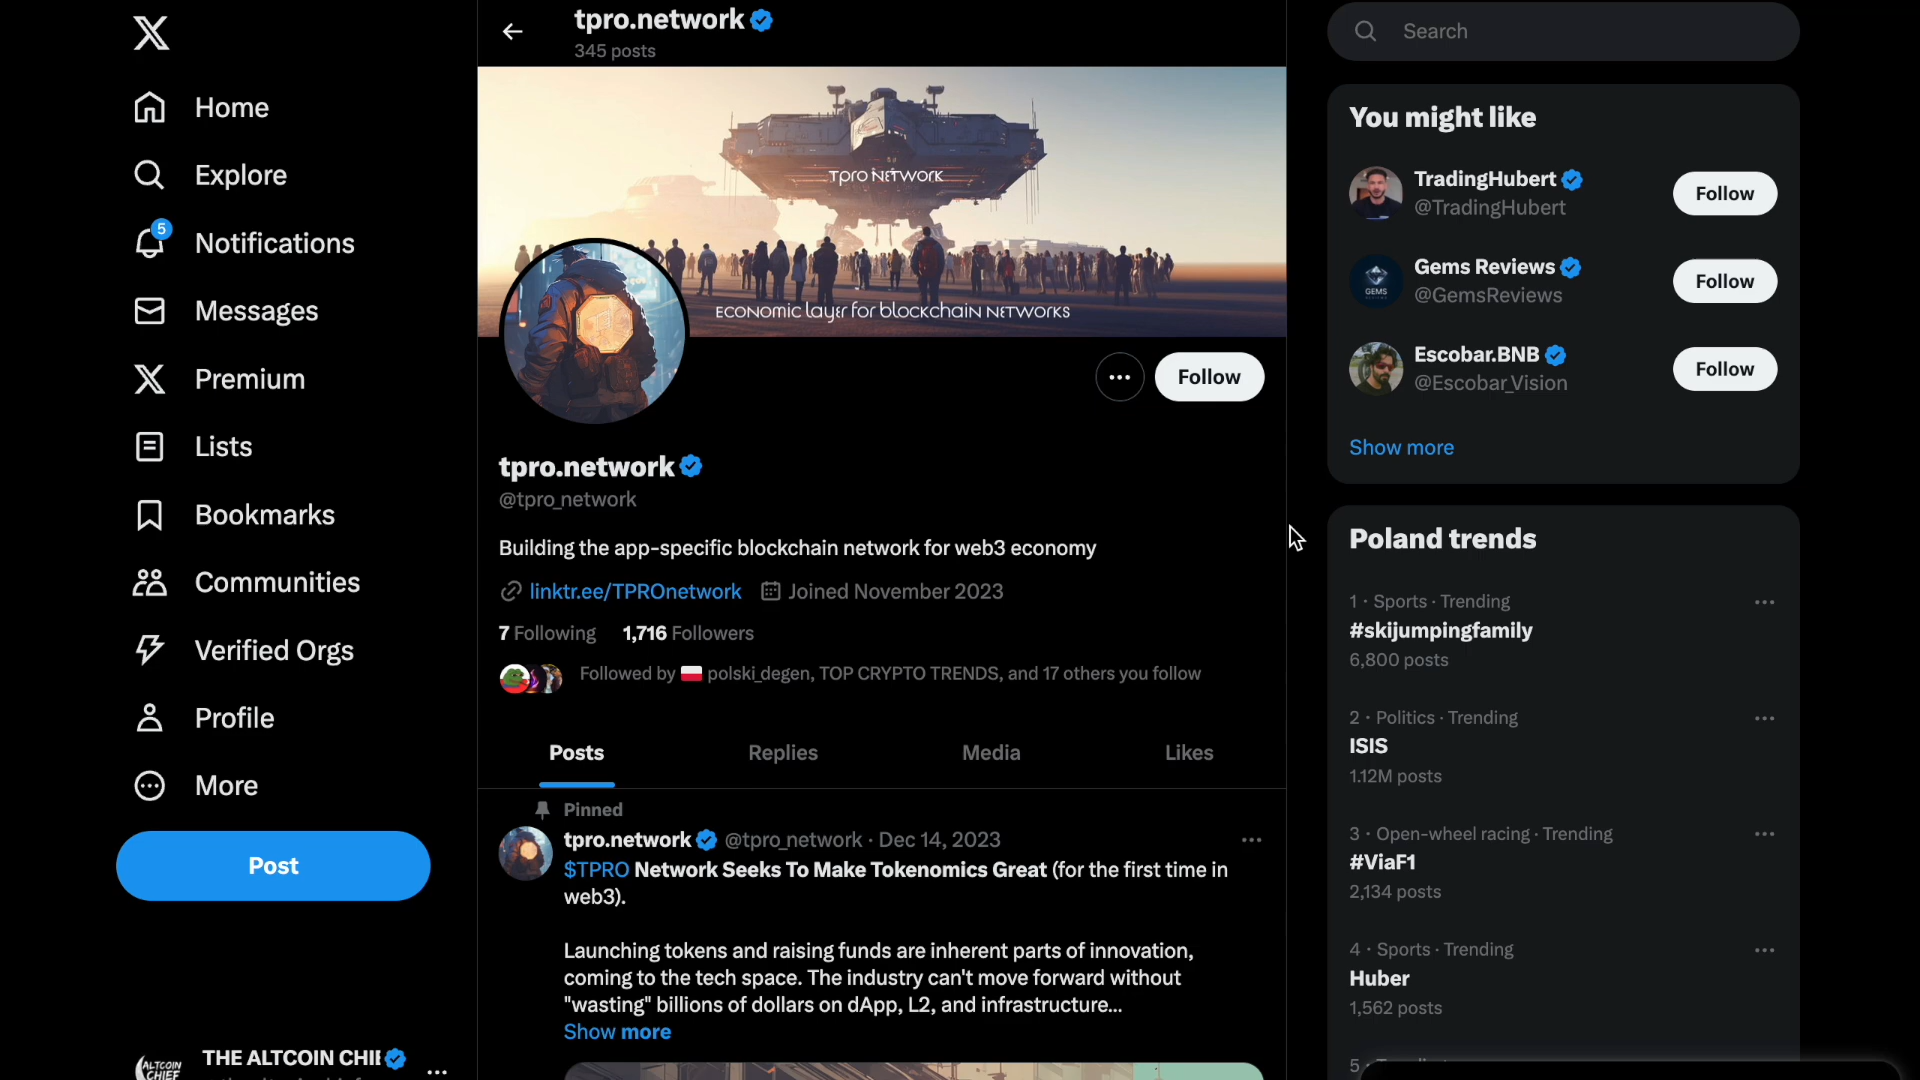 Home
Explore
5
Notifications
Messages
Premium
Lists
Bookmarks
Communities
Verified Orgs
Profile
More
Post
ALTCOIN
CHIEF
THE ALTCOIN CHIE
tpro.network
345 posts
TPRO NETWORK
ECONOMIC LAYER FOR BLOCKCHAIN NETWORKS
Follow
tpro.network
@tpro_network
Building the app-specific blockchain network for web3 economy
linktr.ee/TPROnetwork Joined November 2023
7 Following 1,716 Followers
Followed by 🇵🇱 polski_degen, TOP CRYPTO TRENDS, and 17 others you follow
Posts Replies Media Likes
Pinned
tpro.network @tpro_network · Dec 14, 2023
$TPRO Network Seeks To Make Tokenomics Great (for the first time in
web3).
Launching tokens and raising funds are inherent parts of innovation,
coming to the tech space. The industry can't move forward without
"wasting" billions of dollars on dApp, L2, and infrastructure...
Show more
Search
You might like
TradingHubert
@TradingHubert
Follow
GEMS
Gems Reviews
@GemsReviews
Follow
Escobar.BNB
@Escobar_Vision
Follow
Show more
Poland trends
1 · Sports · Trending
#skijumpingfamily
6,800 posts
2 · Politics · Trending
ISIS
1.12M posts
3 · Open-wheel racing · Trending
#ViaF1
2,134 posts
4 · Sports · Trending
Huber
1,562 posts
5